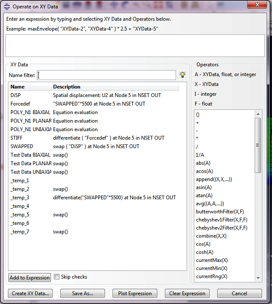 Operate on XY Data
Enter an expression by typing and selecting XY Data and Operators below.
Example: maxEnvelope( "XYData-2", "XYData-4" ) * 2.5 + "XYData-5"
XY Data
Operators
Name filter:
A - XYData, float, or integer
X - XYData
I - integer
F - float
Name Description
DISP Spatial displacement: U2 at Node 5 in NSET OUT
Forcedef "SWAPPED"*5500 at Node 5 in NSET OUT
POLY_N2 BIAXIAL Equation evaluation
POLY_N2 PLANAR Equation evaluation
POLY_N2 UNIAXIAL Equation evaluation
STIFF differentiate ( "Forcedef" ) at Node 5 in NSET OUT
SWAPPED swap ( "DISP" ) at Node 5 in NSET OUT
Test Data BIAXIAL swap()
Test Data PLANAR swap()
Test Data UNIAXIAL swap()
_temp_1
_temp_2 swap()
_temp_3 differentiate("SWAPPED"*5500) at Node 5 in NSET OUT
_temp_4
_temp_5 swap()
_temp_6
_temp_7 swap()
()
+
-
*
/
1/A
abs(A)
acos(A)
append((X,X,...))
asin(A)
atan(A)
avg((A,A,...))
butterworthFilter(X,F)
chebyshev1Filter(X,F,F)
chebyshev2Filter(X,F,F)
combine(X,X)
cos(A)
cosh(A)
currentMax(X)
currentMin(X)
currentRng(X)
Add to Expression
Skip checks
Create XY Data...
Save As...
Plot Expression
Clear Expression
Cancel